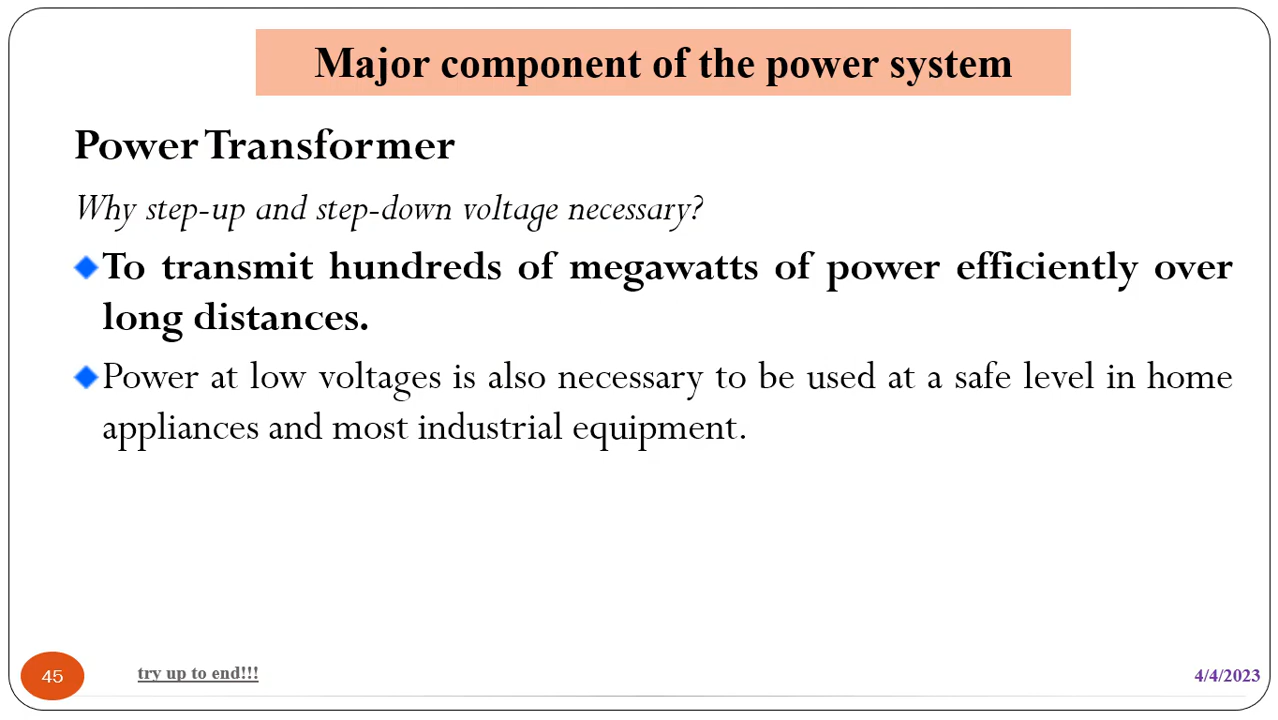 Major component of the power system
Power Transformer
Why step-up and step-down voltage necessary?
To transmit hundreds of megawatts of power efficiently over
long distances.
Power at low voltages is also necessary to be used at a safe level in home
appliances and most industrial equipment.
45
try up to end!!!
4/4/2023